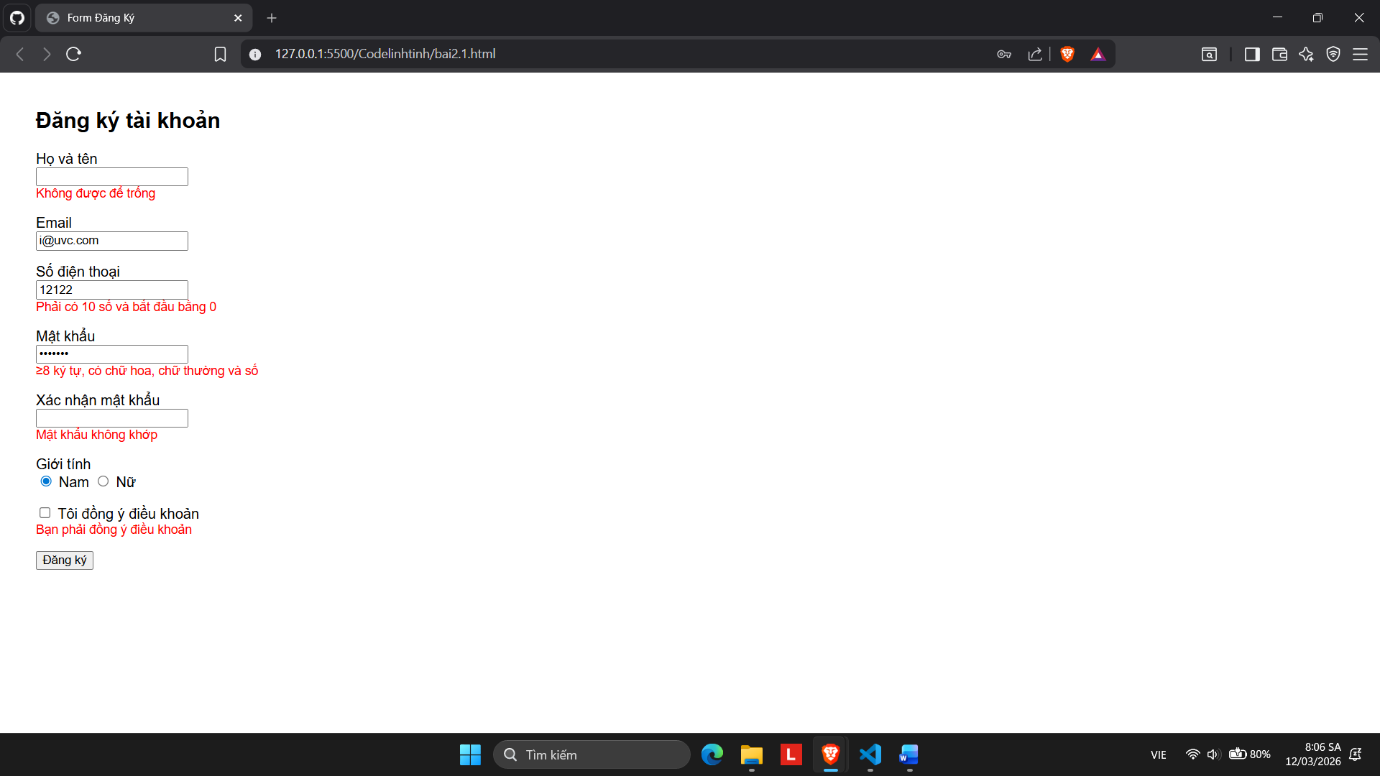 Form Đăng Ký
127.0.0.1:5500/Codelinhtinh/bai2.1.html
Đăng ký tài khoản
Họ và tên
Không được để trống
Email
i@uvc.com
Số điện thoại
12122
Phải có 10 số và bắt đầu bằng 0
Mật khẩu
•••••••
≥8 ký tự, có chữ hoa, chữ thường và số
Xác nhận mật khẩu
Mật khẩu không khớp
Giới tính
Nam Nữ
Tôi đồng ý điều khoản
Bạn phải đồng ý điều khoản
Đăng ký
Tìm kiếm
L
W
VIE
80%
8:06 SA
12/03/2026